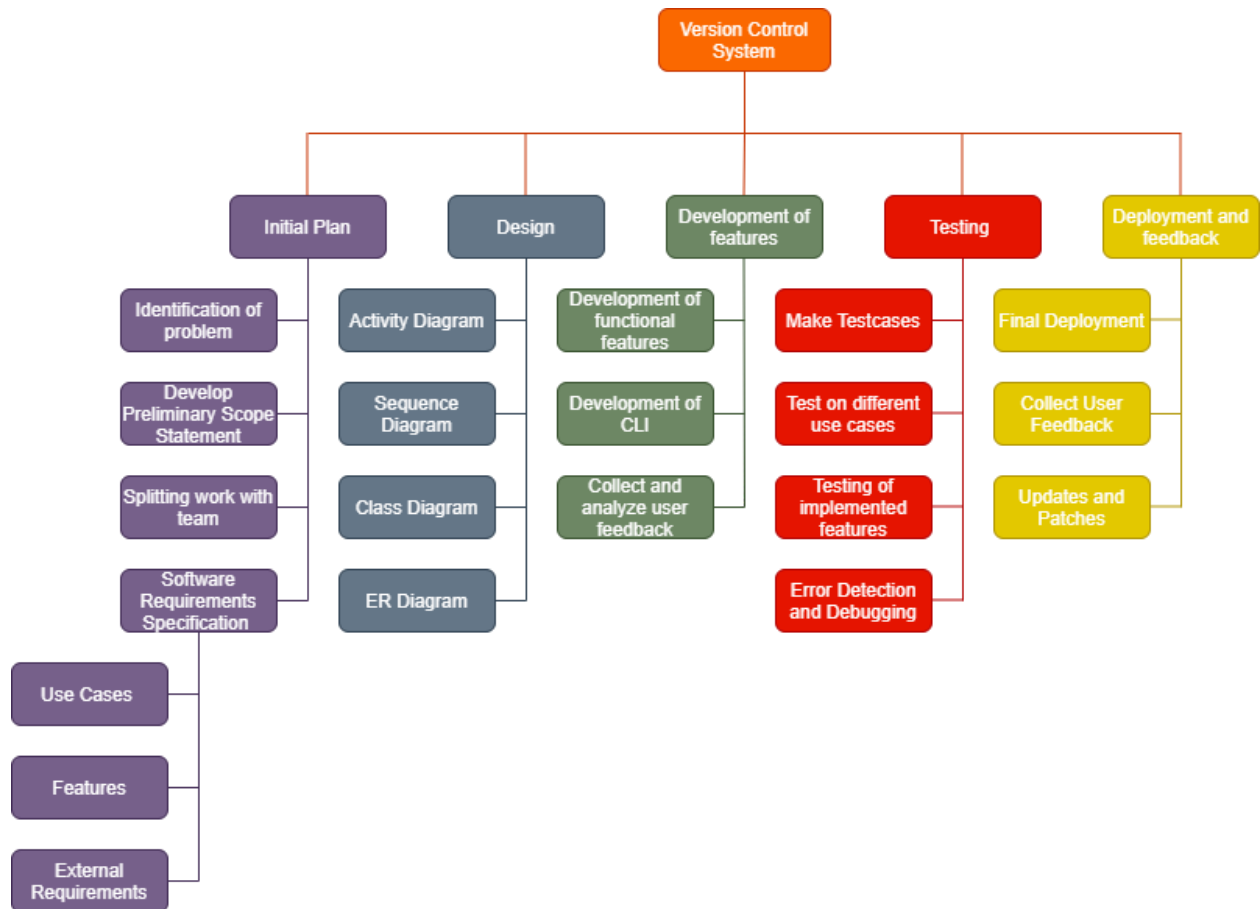 Version Control
System
Initial Plan
Design
Development of
features
Testing
Deployment and
feedback
Identification of
problem
Activity Diagram
Development of
functional
features
Make Testcases
Final Deployment
Develop
Preliminary Scope
Statement
Sequence
Diagram
Development of
CLI
Test on different
use cases
Collect User
Feedback
Splitting work with
team
Class Diagram
Collect and
analyze user
feedback
Testing of
implemented
features
Updates and
Patches
Software
Requirements
Specification
ER Diagram
Error Detection
and Debugging
Use Cases
Features
External
Requirements